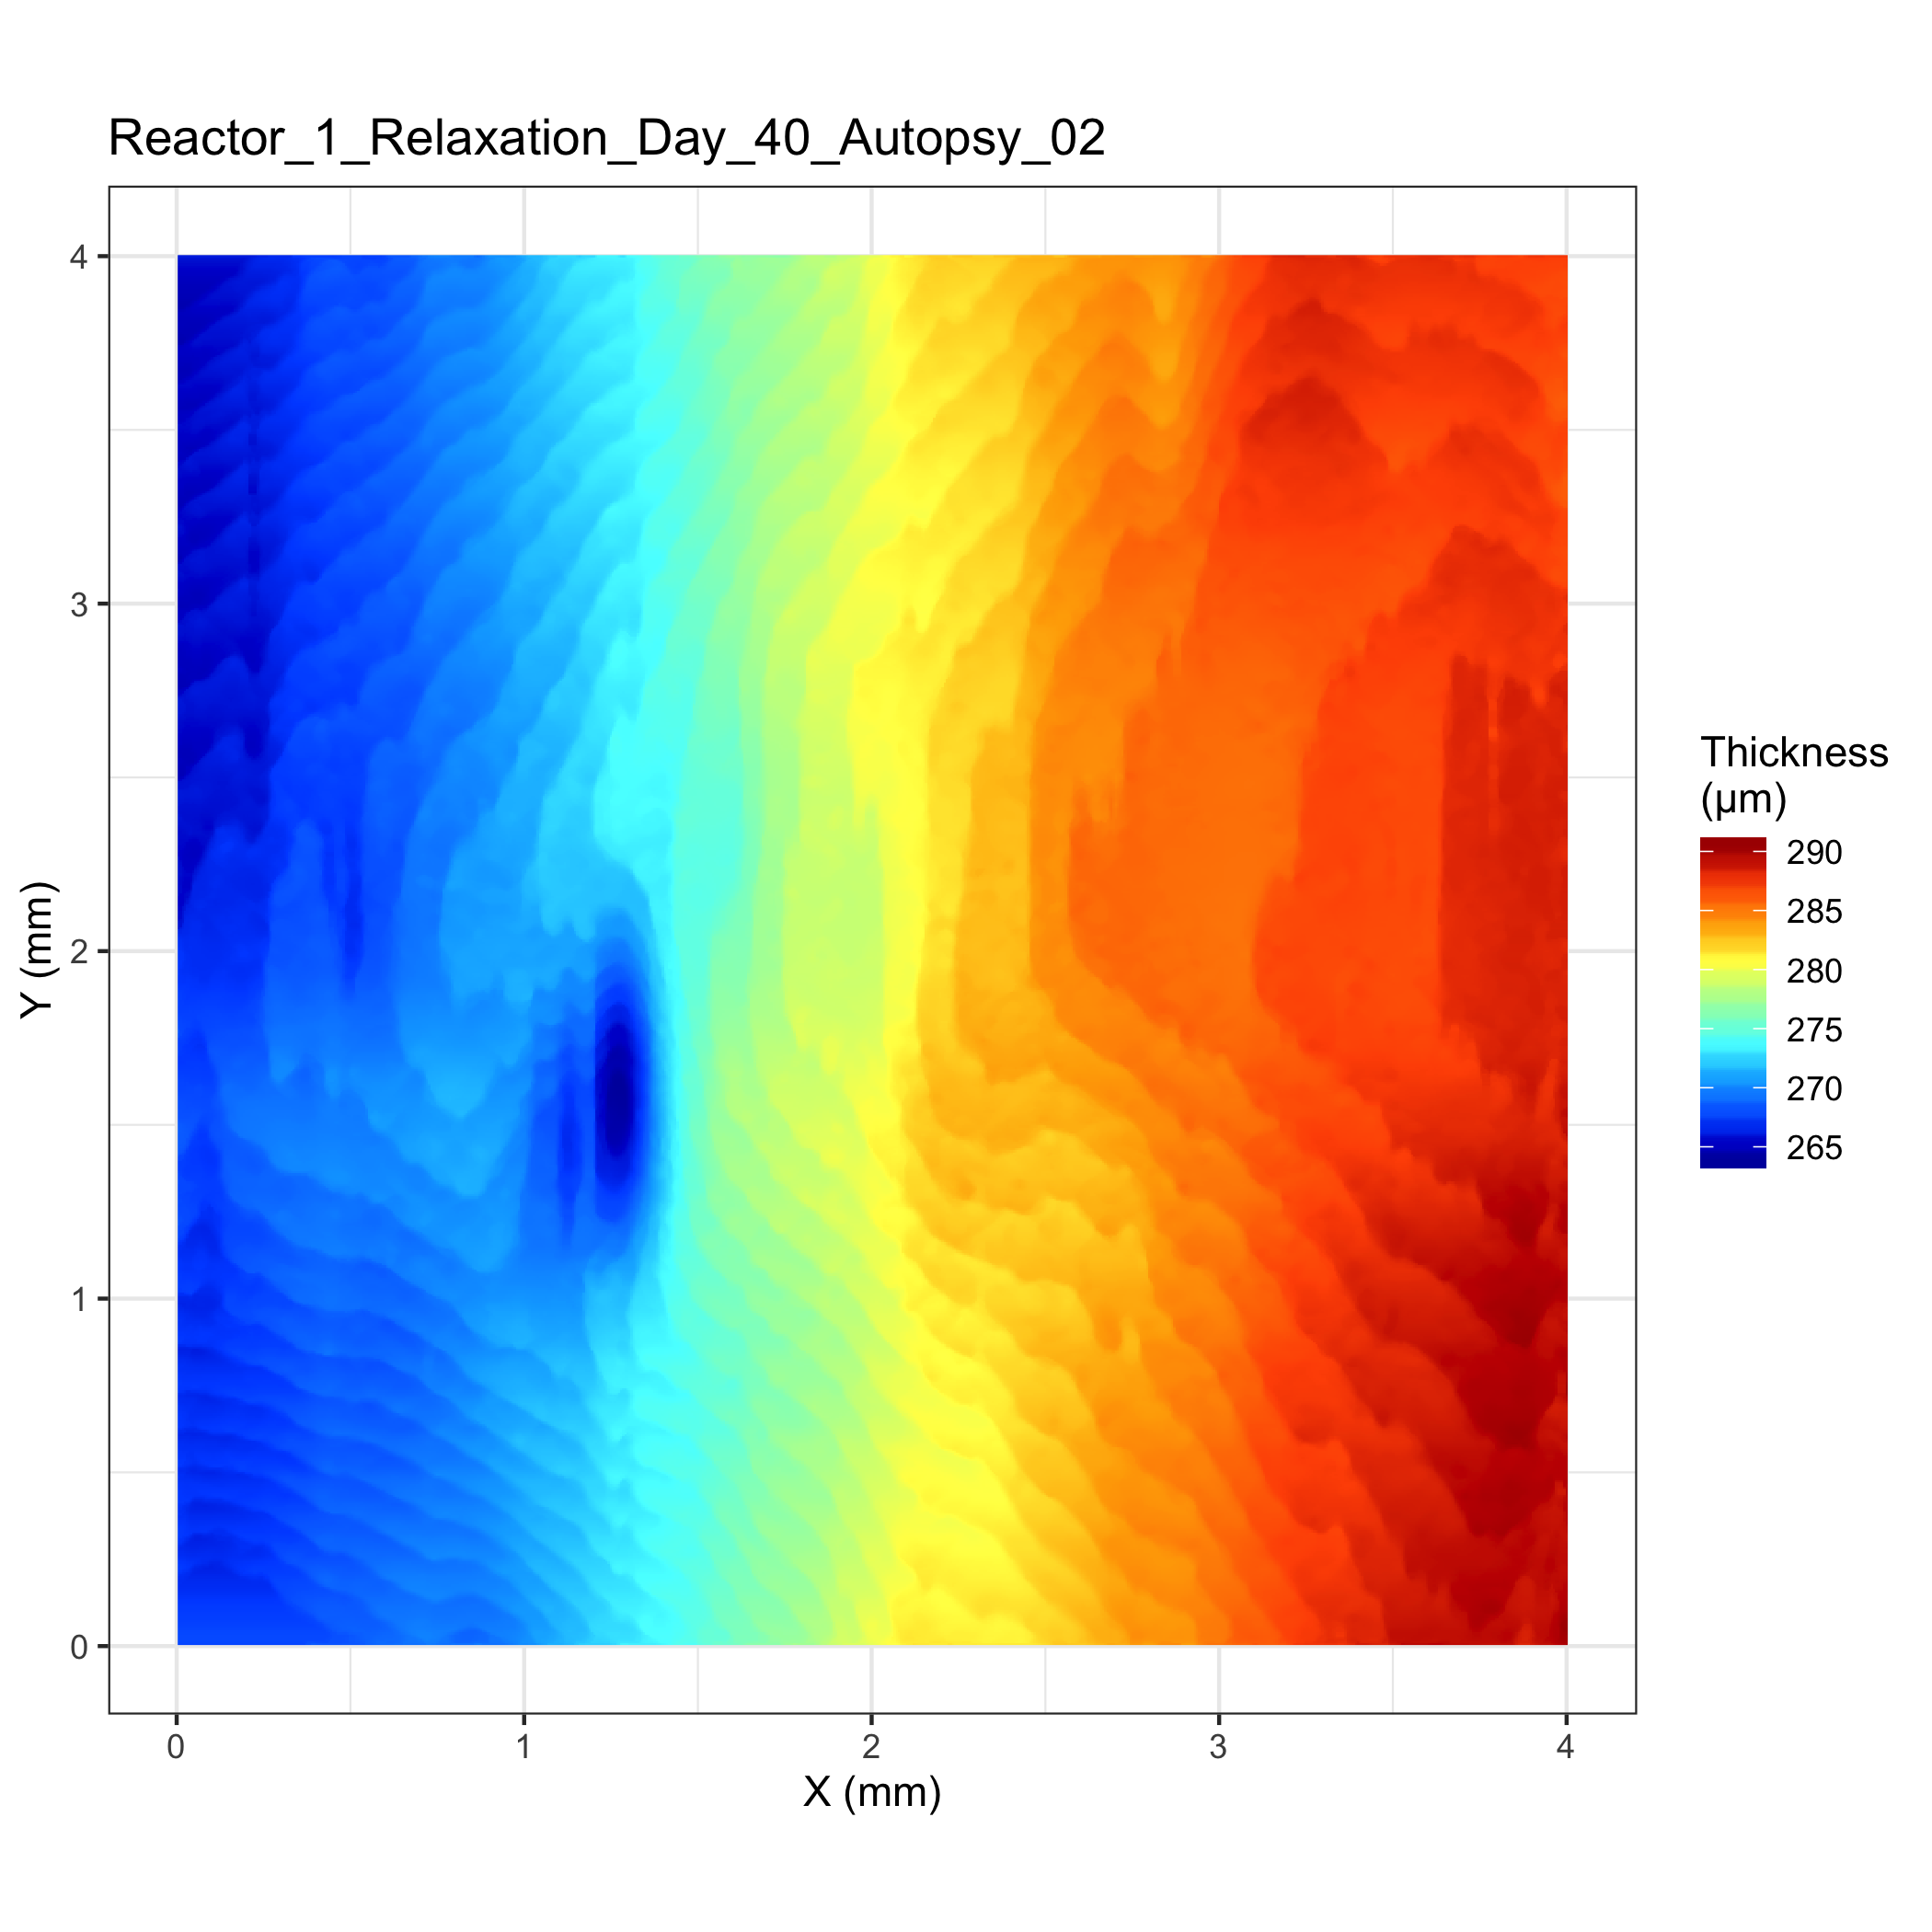 Reactor_1_Relaxation_Day_40_Autopsy_02
4
3
2
1
0
Y (mm)
0 1 2 3 4
X (mm)
Thickness
(µm)
290
285
280
275
270
265